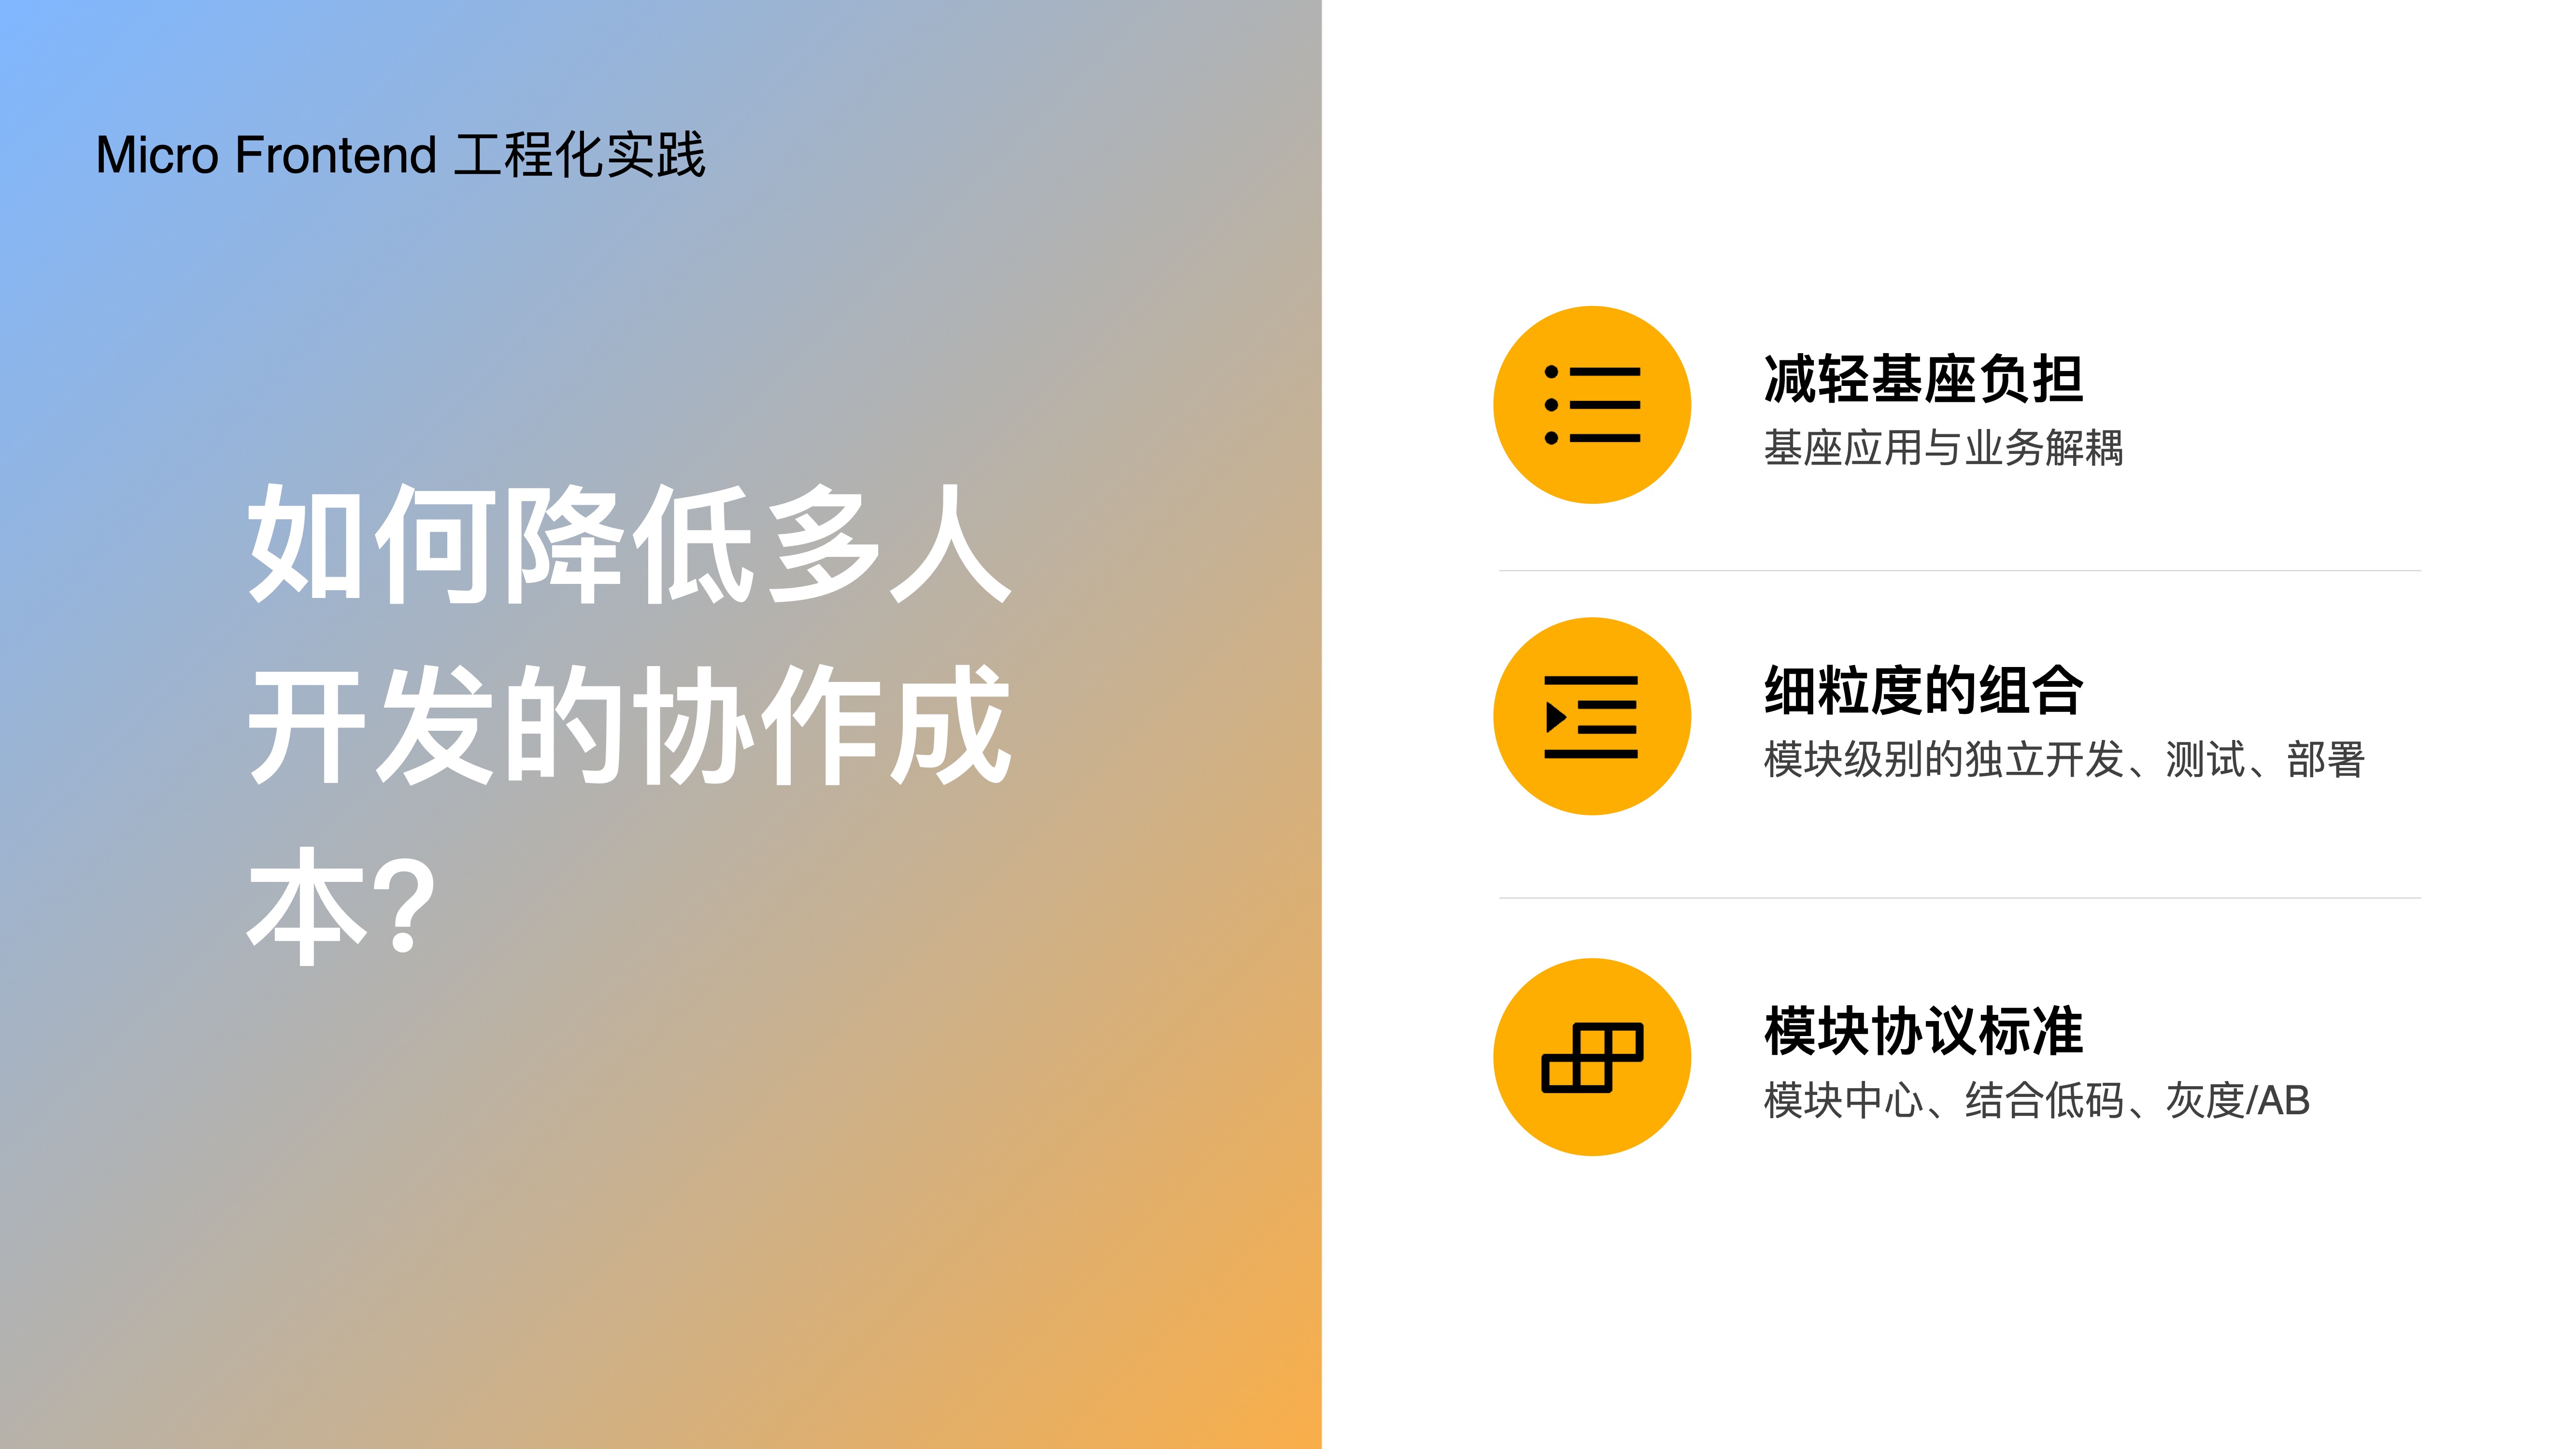 Micro Frontend 工程化实践
如何降低多人
开发的协作成
本?
减轻基座负担
基座应用与业务解耦
细粒度的组合
模块级别的独立开发、测试、部署
模块协议标准
模块中心、结合低码、灰度/AB